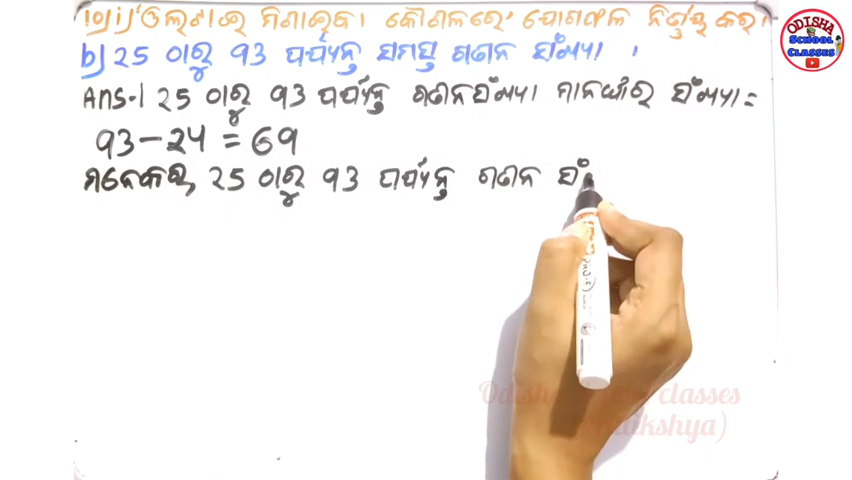 10) i) 'ଓଲଟାଇ ମିଶାଇବା କୌଶଳରେ' ଯୋଗଫଳ ନିର୍ଣ୍ଣୟ କର।
b) 25 ଠାରୁ 93 ପର୍ଯ୍ୟନ୍ତ ସମସ୍ତ ଗଣନ ସଂଖ୍ୟା ।
Ans-। 25 ଠାରୁ 93 ପର୍ଯ୍ୟନ୍ତ ଗଣନସଂଖ୍ୟା ମାନଙ୍କର ସଂଖ୍ୟା =
93 - 24 = 69
ମନେକର, 25 ଠାରୁ 93 ପର୍ଯ୍ୟନ୍ତ ଗଣନ ସଂ
ODISHA
SCHOOL
CLASSES